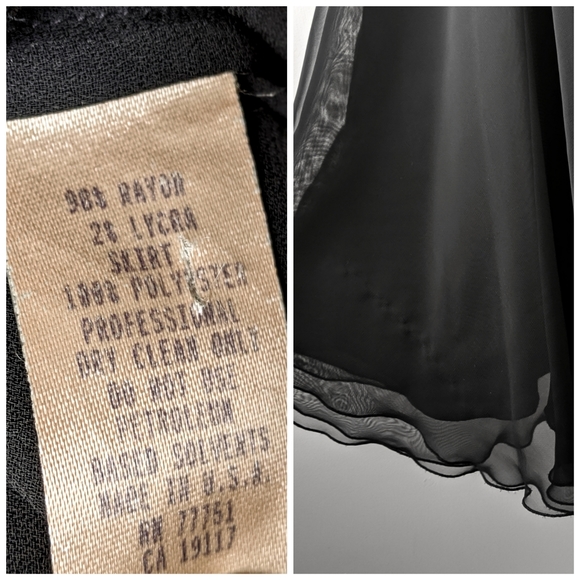 98% RAYON
2% LYCRA
SKIRT
100% POLYESTER
PROFESSIONAL
DRY CLEAN ONLY
DO NOT USE
PETROLEUM
BASED SOLVENTS
MADE IN U.S.A.
RN 77751
CA 19117